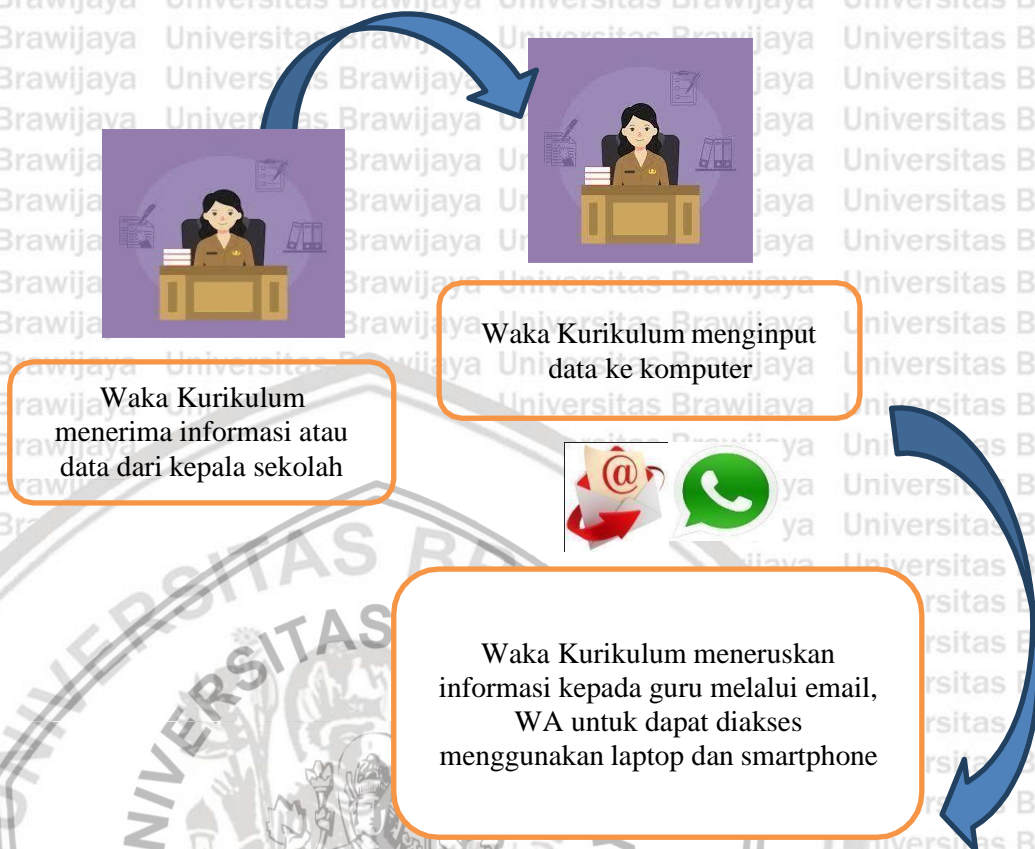 Waka Kurikulum
menerima informasi atau
data dari kepala sekolah
Waka Kurikulum menginput
data ke komputer
Waka Kurikulum meneruskan
informasi kepada guru melalui email,
WA untuk dapat diakses
menggunakan laptop dan smartphone